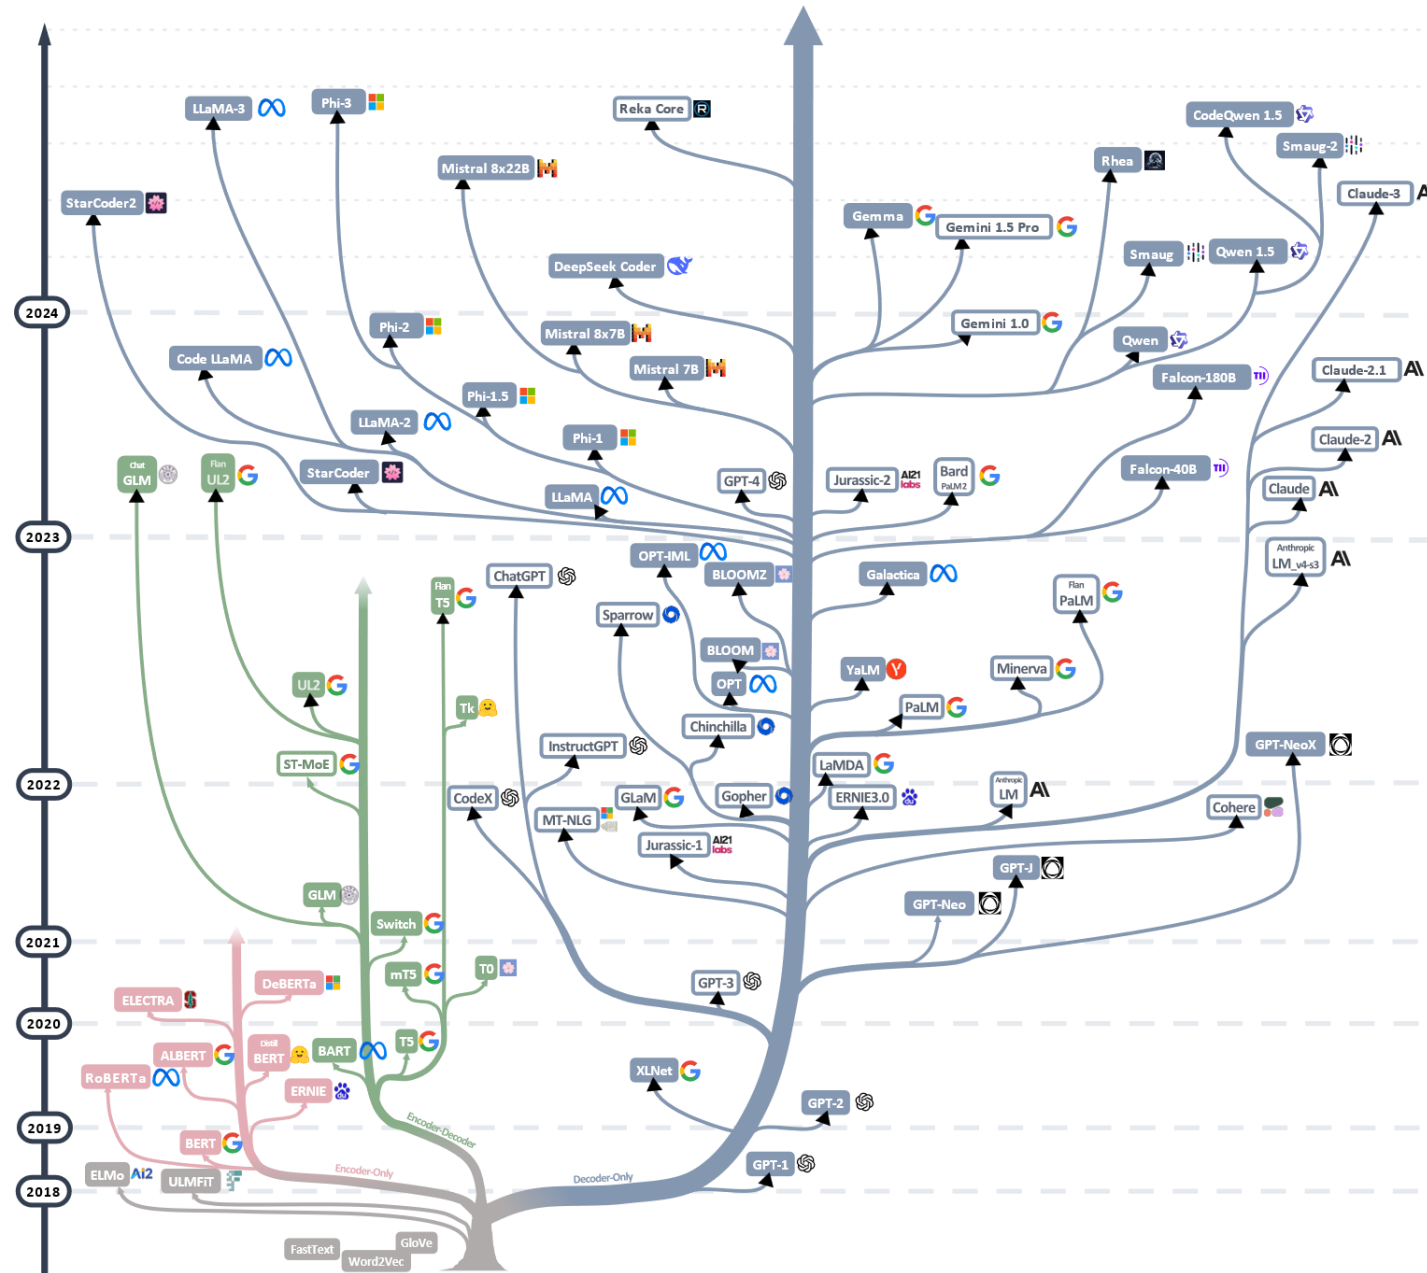 LLaMA-3
Phi-3
Reka Core
R
CodeQwen 1.5
Smaug-2
Mistral 8x22B
Rhea
StarCoder2
Claude-3
Gemma
Gemini 1.5 Pro
DeepSeek Coder
Smaug
Qwen 1.5
2024
Phi-2
Mistral 8x7B
Gemini 1.0
Qwen
Code LLaMA
Mistral 7B
Falcon-180B
TII
Claude-2.1
A\
Phi-1.5
LLaMA-2
Phi-1
Claude-2
A\
Chat
GLM
Flan
UL2
StarCoder
GPT-4
Jurassic-2
AI21
labs
Bard
PaLM2
Falcon-40B
TII
LLaMA
Claude
A\
2023
OPT-IML
Anthropic
LM_v4-s3
A\
ChatGPT
BLOOMZ
Galactica
Flan
T5
Flan
PaLM
Sparrow
BLOOM
YaLM
Y
Minerva
UL2
OPT
Tk
PaLM
Chinchilla
InstructGPT
GPT-NeoX
ST-MoE
LaMDA
2022
CodeX
GLaM
Gopher
ERNIE3.0
Anthropic
LM
A\
Cohere
MT-NLG
Jurassic-1
AI21
labs
GPT-J
GLM
GPT-Neo
Switch
2021
DeBERTa
mT5
T0
GPT-3
ELECTRA
S
2020
ALBERT
Distill
BERT
BART
T5
RoBERTa
XLNet
ERNIE
du
GPT-2
2019
Encoder-Decoder
BERT
GPT-1
ELMo
Ai2
ULMFiT
Encoder-Only
Decoder-Only
2018
FastText
GloVe
Word2Vec